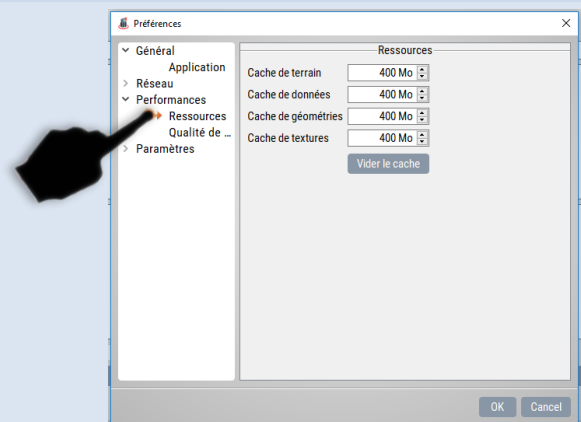 Préférences
Général
Application
Réseau
Performances
Ressources
Qualité de ...
Paramètres
Ressources
Cache de terrain 400 Mo
Cache de données 400 Mo
Cache de géométries 400 Mo
Cache de textures 400 Mo
Vider le cache
OK Cancel